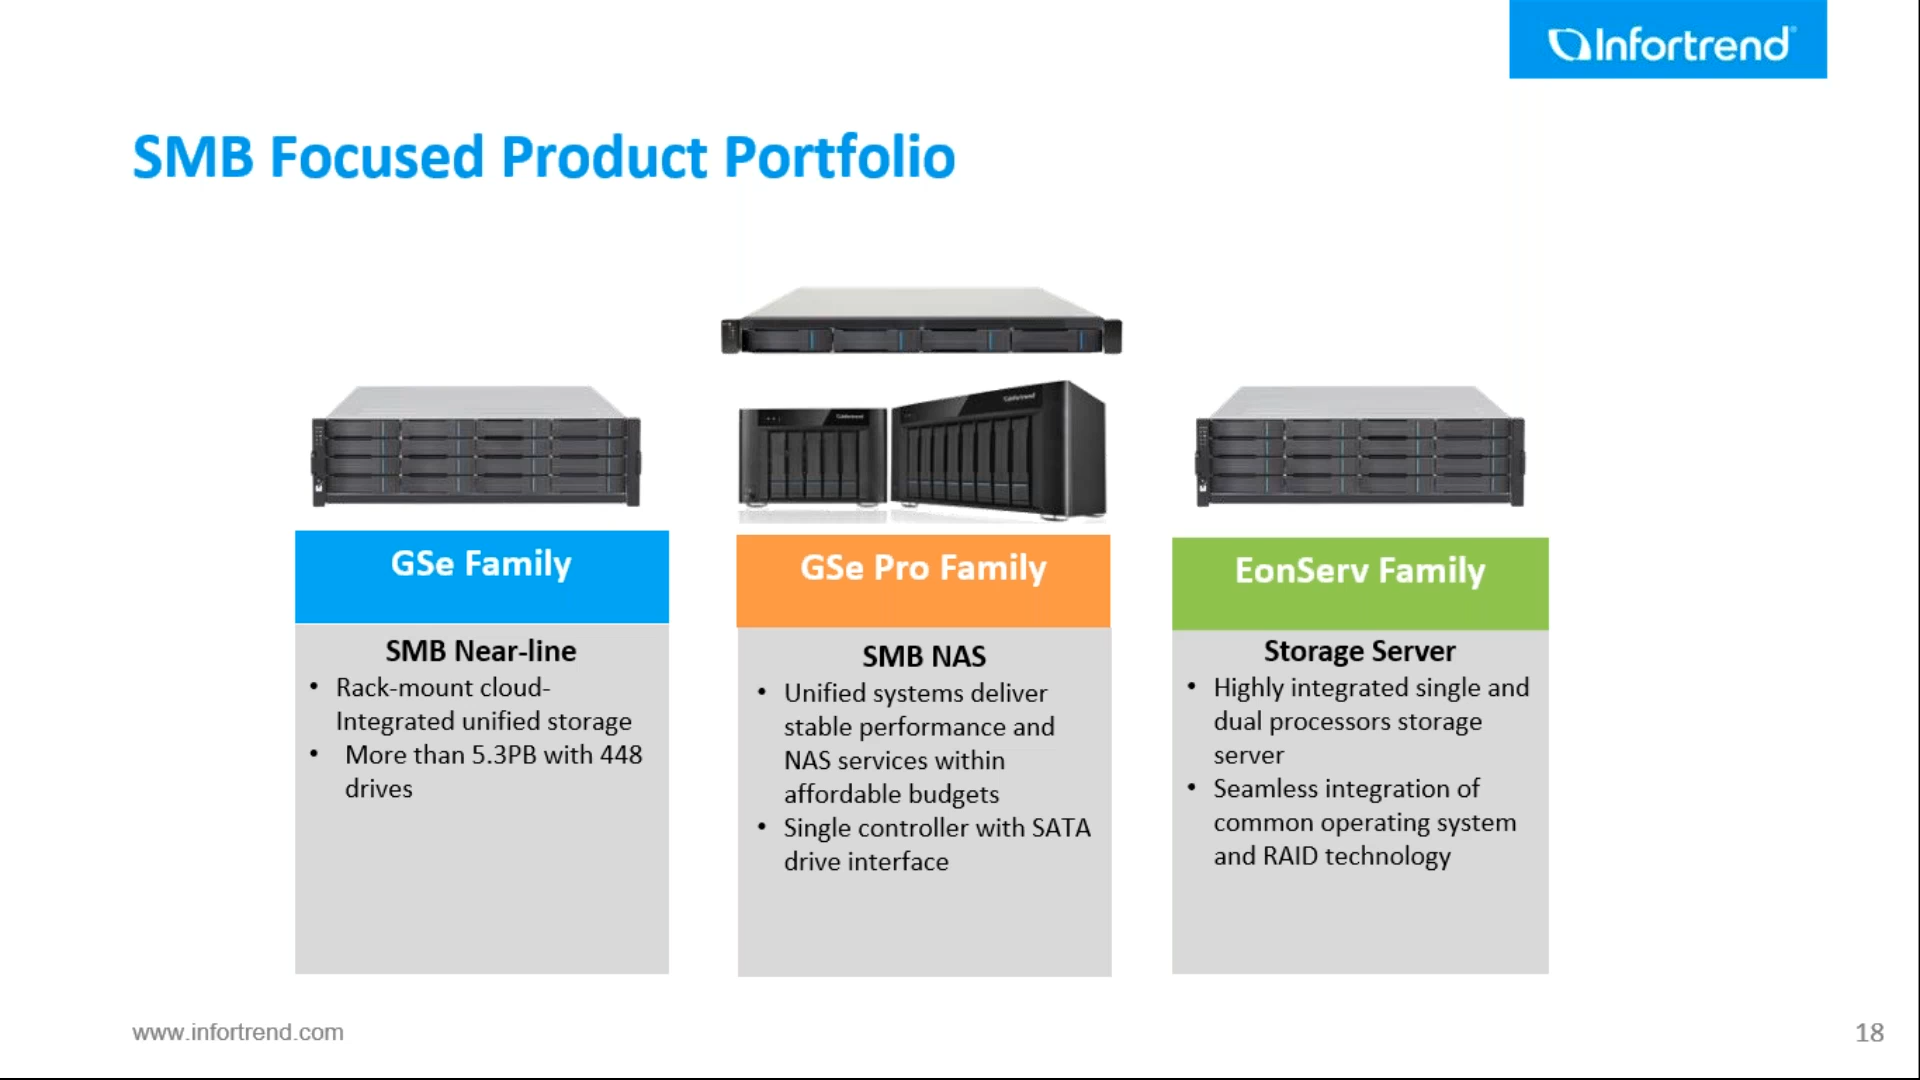 Infortrend
SMB Focused Product Portfolio
GSe Family
SMB Near-line
• Rack-mount cloud-
Integrated unified storage
• More than 5.3PB with 448
drives
GSe Pro Family
SMB NAS
• Unified systems deliver
stable performance and
NAS services within
affordable budgets
• Single controller with SATA
drive interface
EonServ Family
Storage Server
• Highly integrated single and
dual processors storage
server
• Seamless integration of
common operating system
and RAID technology
www.infortrend.com
18